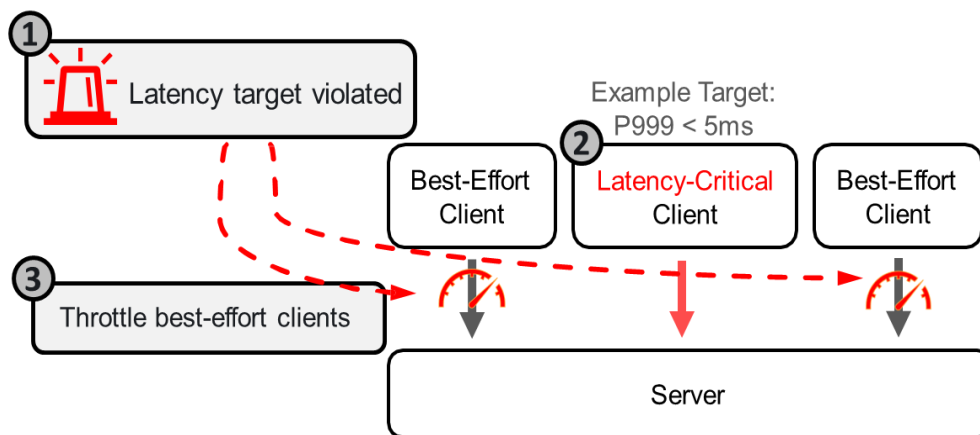 1
Latency target violated
Example Target:
P999 < 5ms
2
Best-Effort
Client
Latency-Critical
Client
Best-Effort
Client
3
Throttle best-effort clients
Server